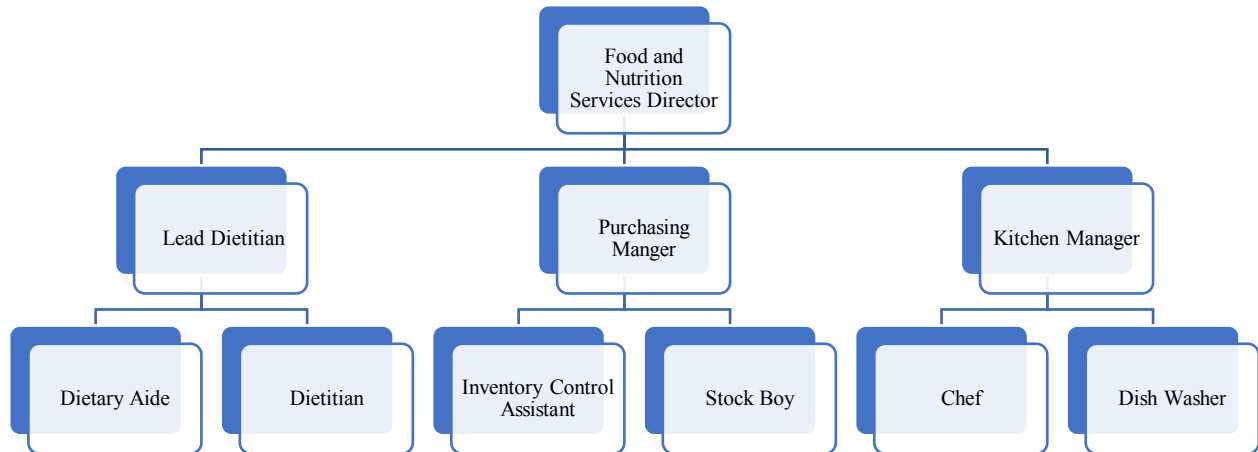 Food and
Nutrition
Services Director
Lead Dietitian
Purchasing
Manger
Kitchen Manager
Dietary Aide
Dietitian
Inventory Control
Assistant
Stock Boy
Chef
Dish Washer